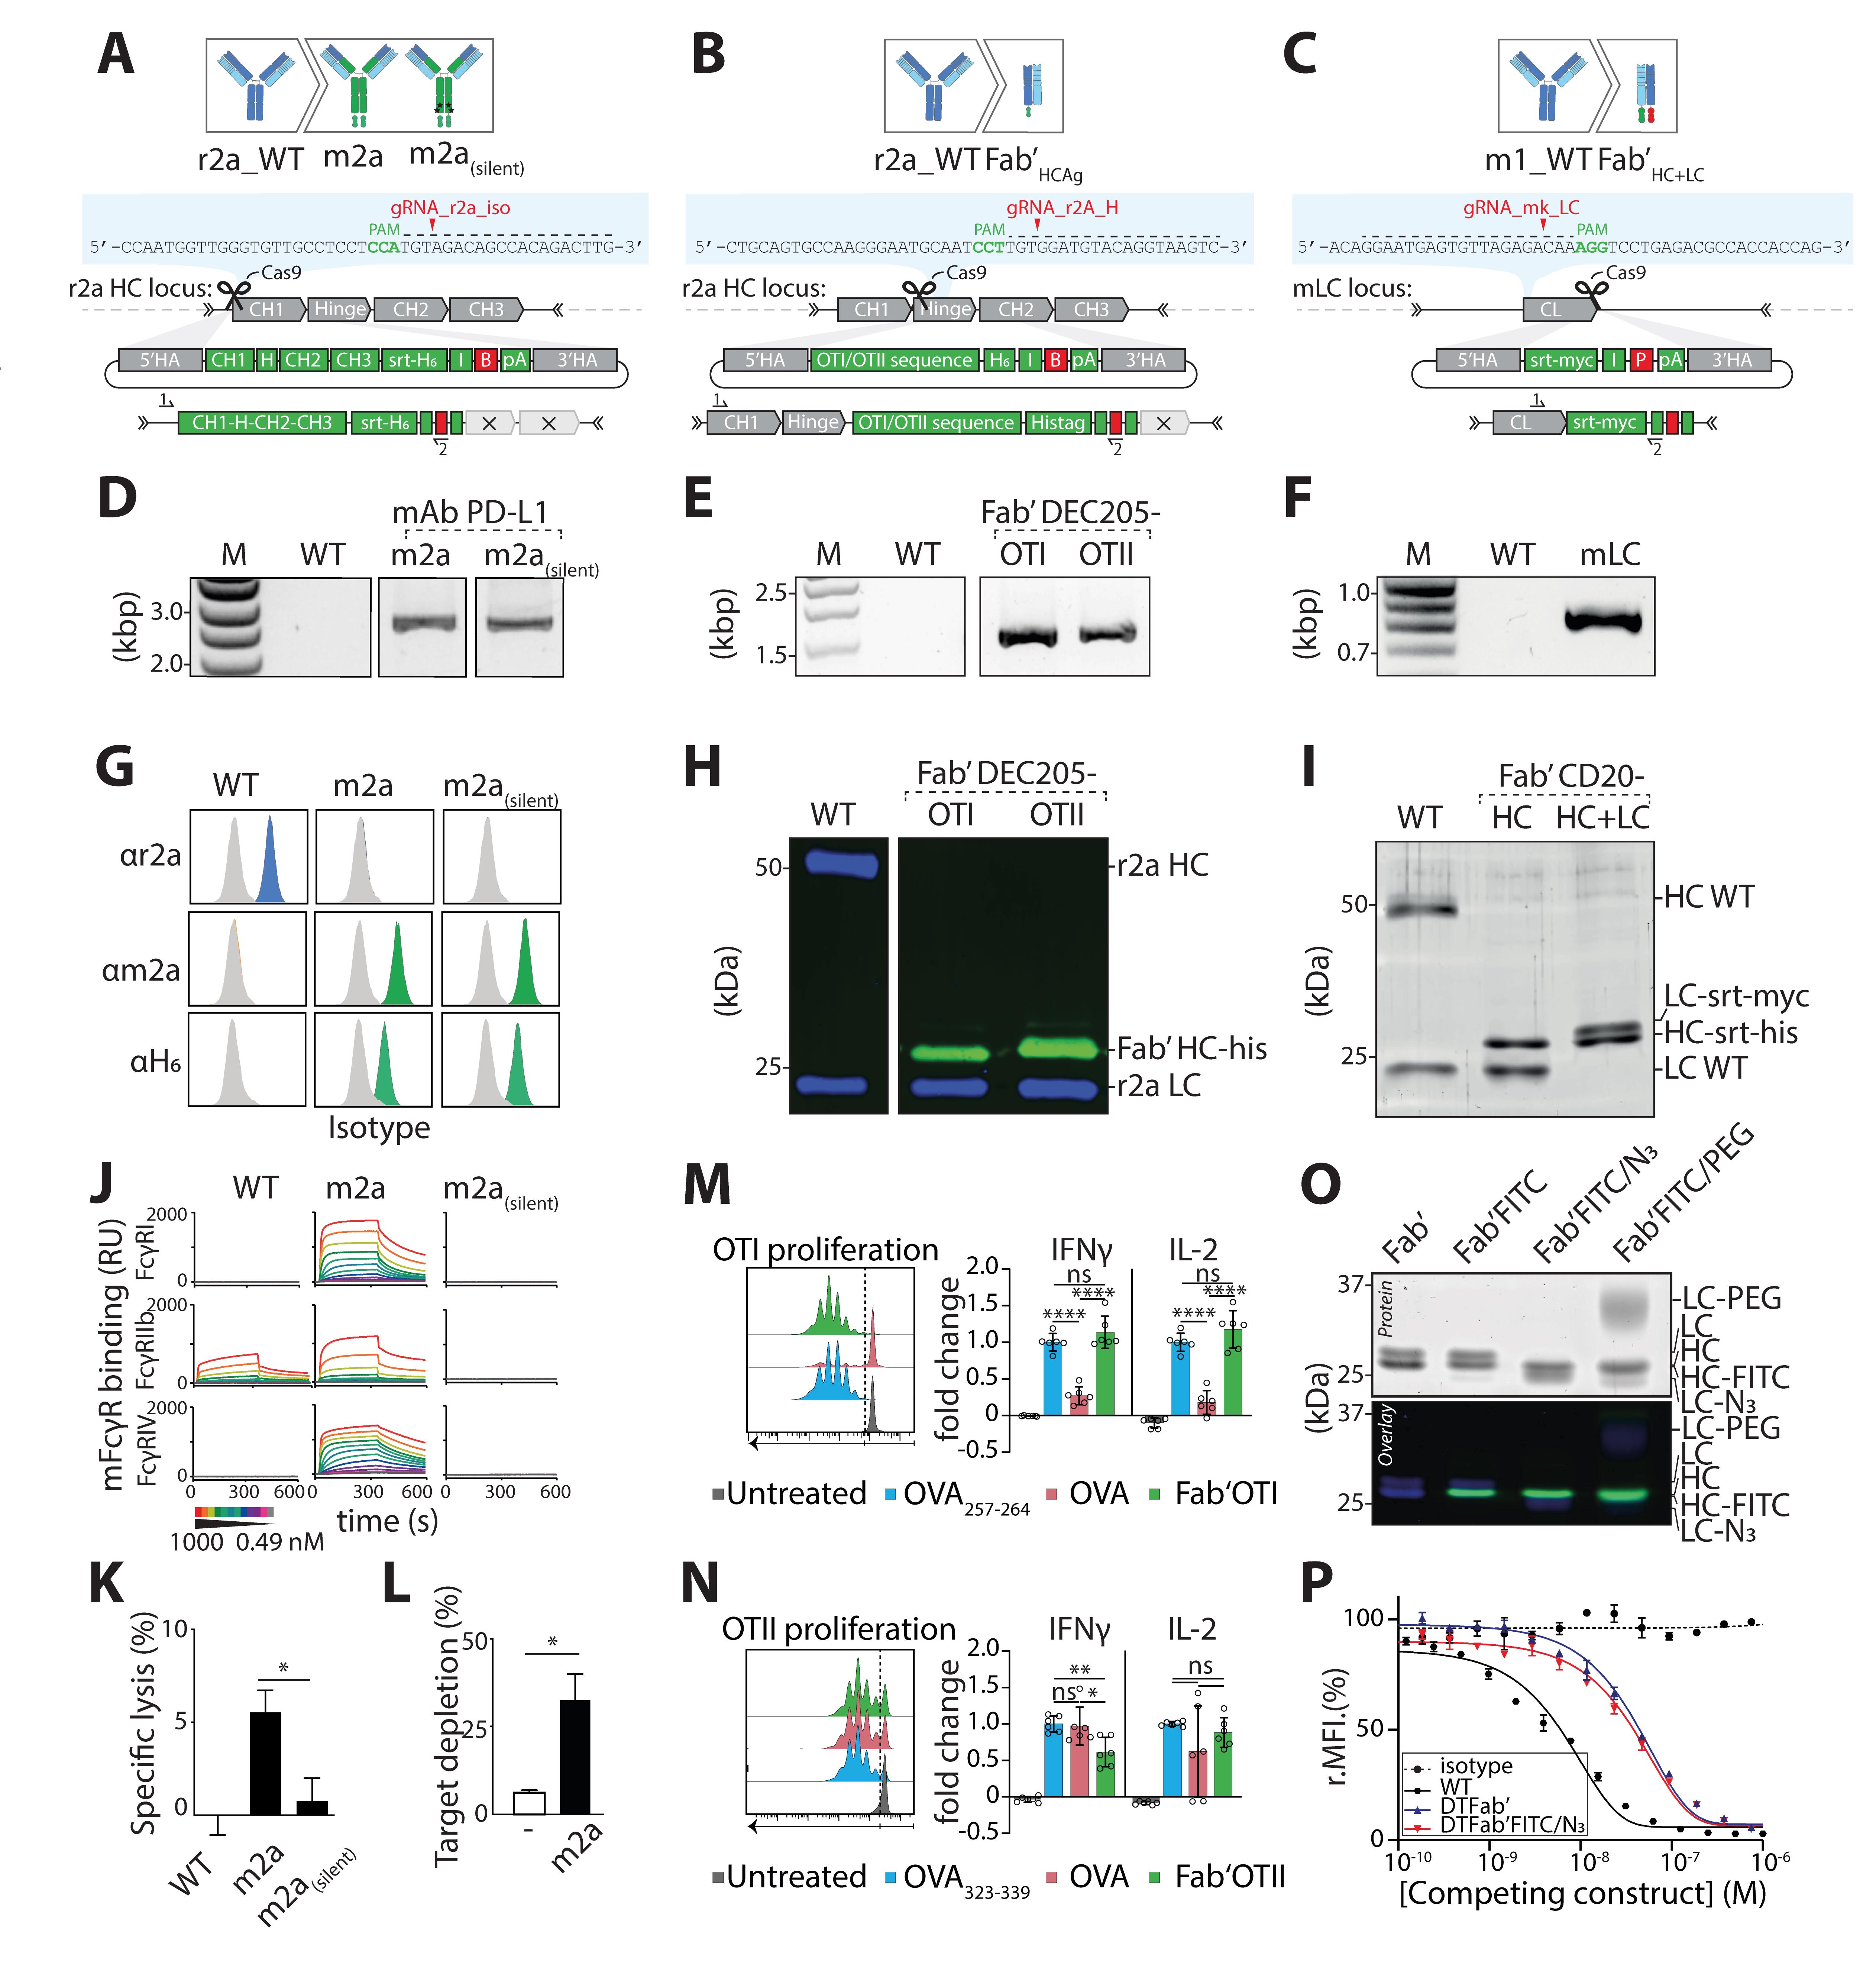 A
r2a_WT m2a m2a(silent)
gRNA_r2a_iso
PAM
5'-CCAATGGTTGGGTGTTGCCTCCTCCATGTAGACAGCCACAGACTTG-3'
Cas9
r2a HC locus:
CH1 Hinge CH2 CH3
5'HA CH1 H CH2 CH3 srt-H6 I B pA 3'HA
1
CH1-H-CH2-CH3 srt-H6 × ×
2
B
r2a_WT Fab'HCAg
gRNA_r2A_H
PAM
5'-CTGCAGTGCCAAGGGAATGCAATCCTTGTGGATGTACAGGTAAGTC-3'
Cas9
r2a HC locus:
CH1 Hinge CH2 CH3
5'HA OTI/OTII sequence H6 I B pA 3'HA
1
CH1 Hinge OTI/OTII sequence Histag ×
2
C
m1_WT Fab'HC+LC
gRNA_mk_LC
PAM
5'-ACAGGAATGAGTGTTAGAGACAAAGGTCCTGAGACGCCACCACCAG-3'
Cas9
mLC locus:
CL
5'HA srt-myc I P pA 3'HA
1
CL srt-myc
2
D
mAb PD-L1
M WT m2a m2a(silent)
(kbp)
3.0
2.0
E
Fab' DEC205-
M WT OTI OTII
(kbp)
2.5
1.5
F
M WT mLC
(kbp)
1.0
0.7
G
WT m2a m2a(silent)
αr2a
αm2a
αH6
Isotype
H
Fab' DEC205-
WT OTI OTII
(kDa)
50
25
r2a HC
Fab' HC-his
r2a LC
I
Fab' CD20-
WT HC HC+LC
(kDa)
50
25
HC WT
LC-srt-myc
HC-srt-his
LC WT
J
WT m2a m2a(silent)
mFcγR binding (RU)
FcγRI
2000
0
FcγRIIb
2000
0
FcγRIV
2000
0
0 300 600 0 300 600 0 300 600
time (s)
1000 0.49 nM
K
Specific lysis (%)
10
5
0
*
WT m2a m2a(silent)
L
Target depletion (%)
50
25
0
*
- m2a
M
OTI proliferation
fold change
2.0
1.5
1.0
0.5
0
-0.5
IFNγ IL-2
ns ns
**** ****
**** ****
Untreated OVA257-264 OVA Fab'OTI
N
OTII proliferation
fold change
2.0
1.5
1.0
0.5
0
-0.5
IFNγ IL-2
** ns
ns *
Untreated OVA323-339 OVA Fab'OTII
O
Fab' Fab'FITC Fab'FITC/N3 Fab'FITC/PEG
(kDa)
Protein
37
25
LC-PEG
LC
HC
HC-FITC
LC-N3
Overlay
37
25
LC-PEG
LC
HC
HC-FITC
LC-N3
P
r.MFI.(%)
100
50
0
isotype
WT
DTFab'
DTFab'FITC/N3
10-10 10-9 10-8 10-7 10-6
[Competing construct] (M)